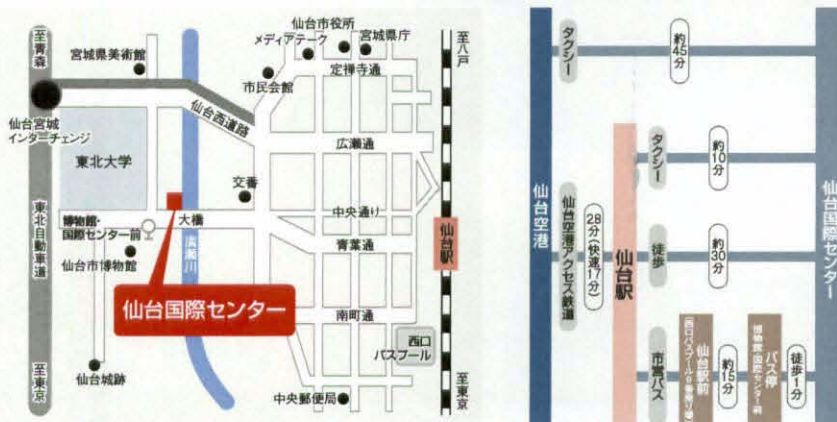 至青森
宮城県美術館
仙台市役所
メディアテーク
宮城県庁
至八戸
市民会館
定禅寺通
仙台宮城
インターチェンジ
仙台西道路
広瀬通
東北大学
交番
中央通り
東北自動車道
博物館・
国際センター前
大橋
青葉通
仙台駅
仙台市博物館
広瀬川
仙台国際センター
南町通
西口
バスプール
至東京
仙台城跡
中央郵便局
至東京
仙台空港
タクシー
約45分
仙台国際センター
タクシー
約10分
仙台空港アクセス鉄道
28分(快速17分)
仙台駅
徒歩
約30分
市営バス
仙台駅前
約15分
バス停
博物館・国際センター前
徒歩1分